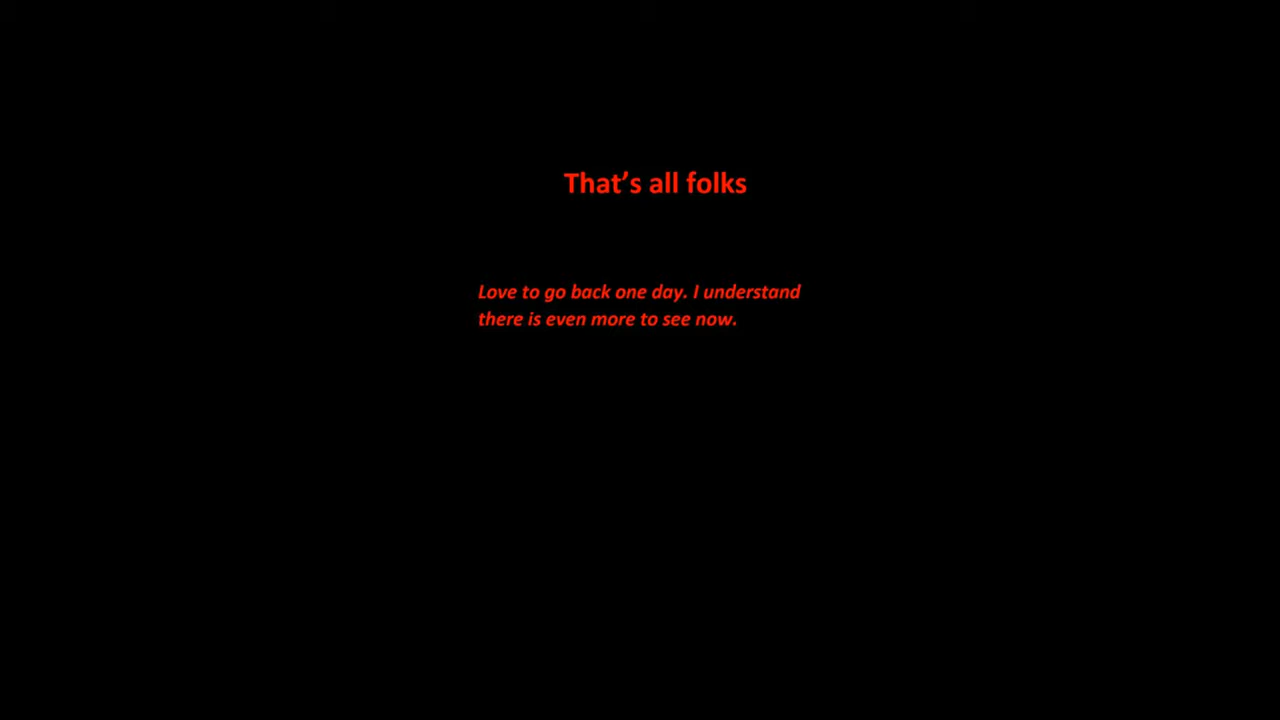 That’s all folks
Love to go back one day. I understand
there is even more to see now.